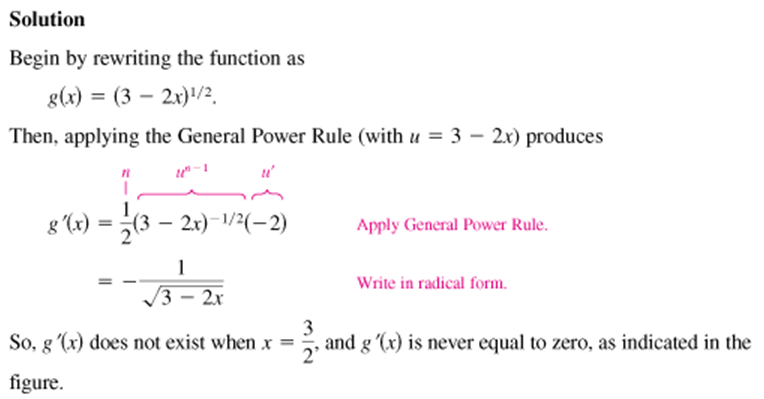 Solution
Begin by rewriting the function as
g(x) = (3 − 2x)^{1/2}.
Then, applying the General Power Rule (with u = 3 − 2x) produces
n u^{n−1} u′
g′(x) = \frac{1}{2}(3 − 2x)^{−1/2}(−2) Apply General Power Rule.
= −\frac{1}{\sqrt{3 − 2x}} Write in radical form.
So, g′(x) does not exist when x = \frac{3}{2}, and g′(x) is never equal to zero, as indicated in the
figure.